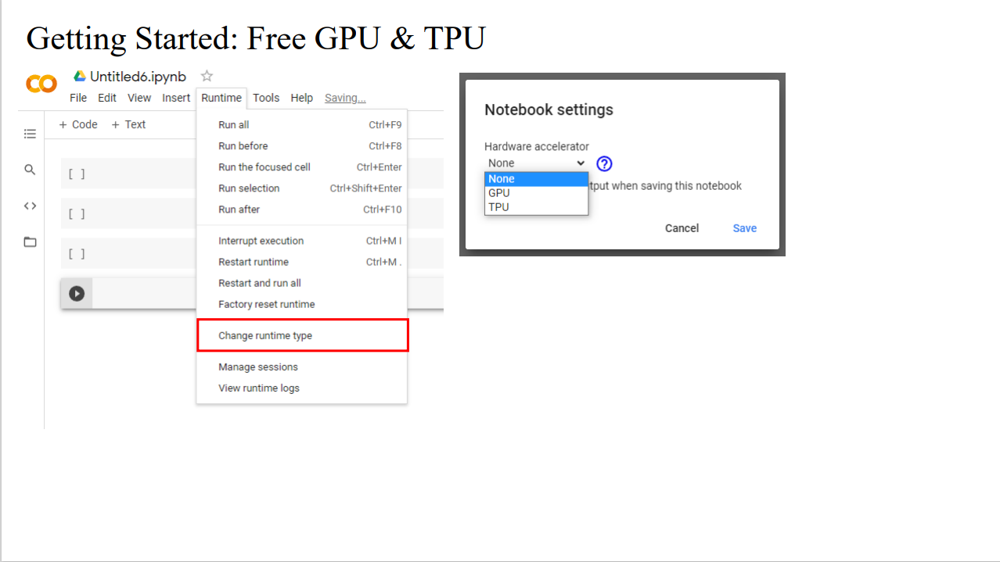 Getting Started: Free GPU & TPU
Untitled6.ipynb
File Edit View Insert Runtime Tools Help Saving...
+ Code + Text
[ ]
[ ]
[ ]
Run all Ctrl+F9
Run before Ctrl+F8
Run the focused cell Ctrl+Enter
Run selection Ctrl+Shift+Enter
Run after Ctrl+F10
Interrupt execution Ctrl+M I
Restart runtime Ctrl+M .
Restart and run all
Factory reset runtime
Change runtime type
Manage sessions
View runtime logs
Notebook settings
Hardware accelerator
None ?
None
tput when saving this notebook
GPU
TPU
Cancel Save